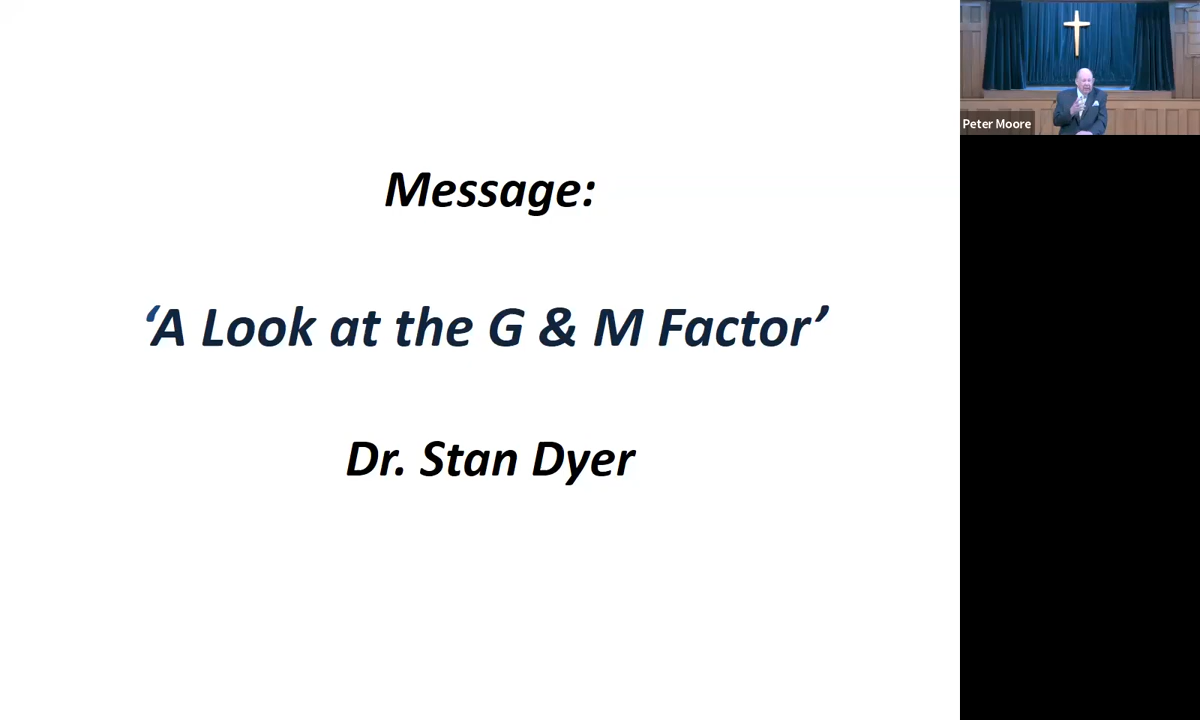 Message:
‘A Look at the G & M Factor’
Dr. Stan Dyer
Peter Moore